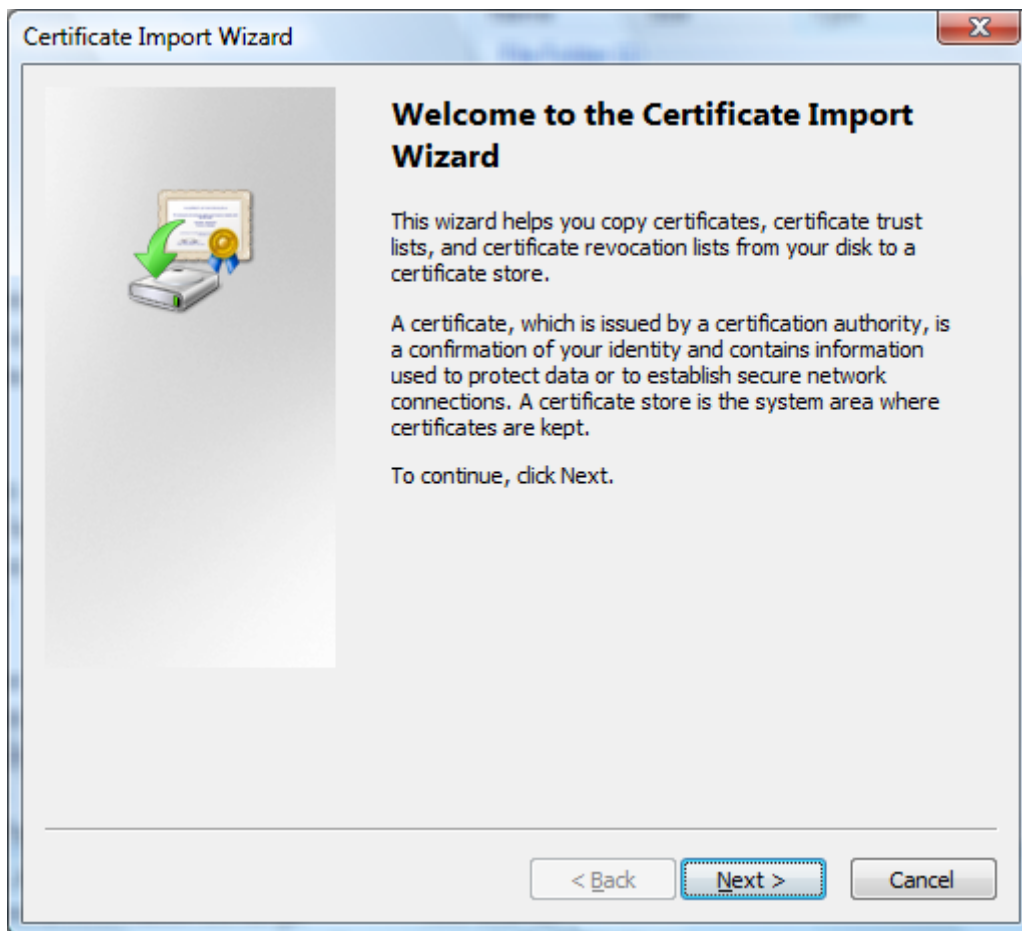 Certificate Import Wizard
Welcome to the Certificate Import
Wizard
This wizard helps you copy certificates, certificate trust
lists, and certificate revocation lists from your disk to a
certificate store.
A certificate, which is issued by a certification authority, is
a confirmation of your identity and contains information
used to protect data or to establish secure network
connections. A certificate store is the system area where
certificates are kept.
To continue, click Next.
< Back Next > Cancel